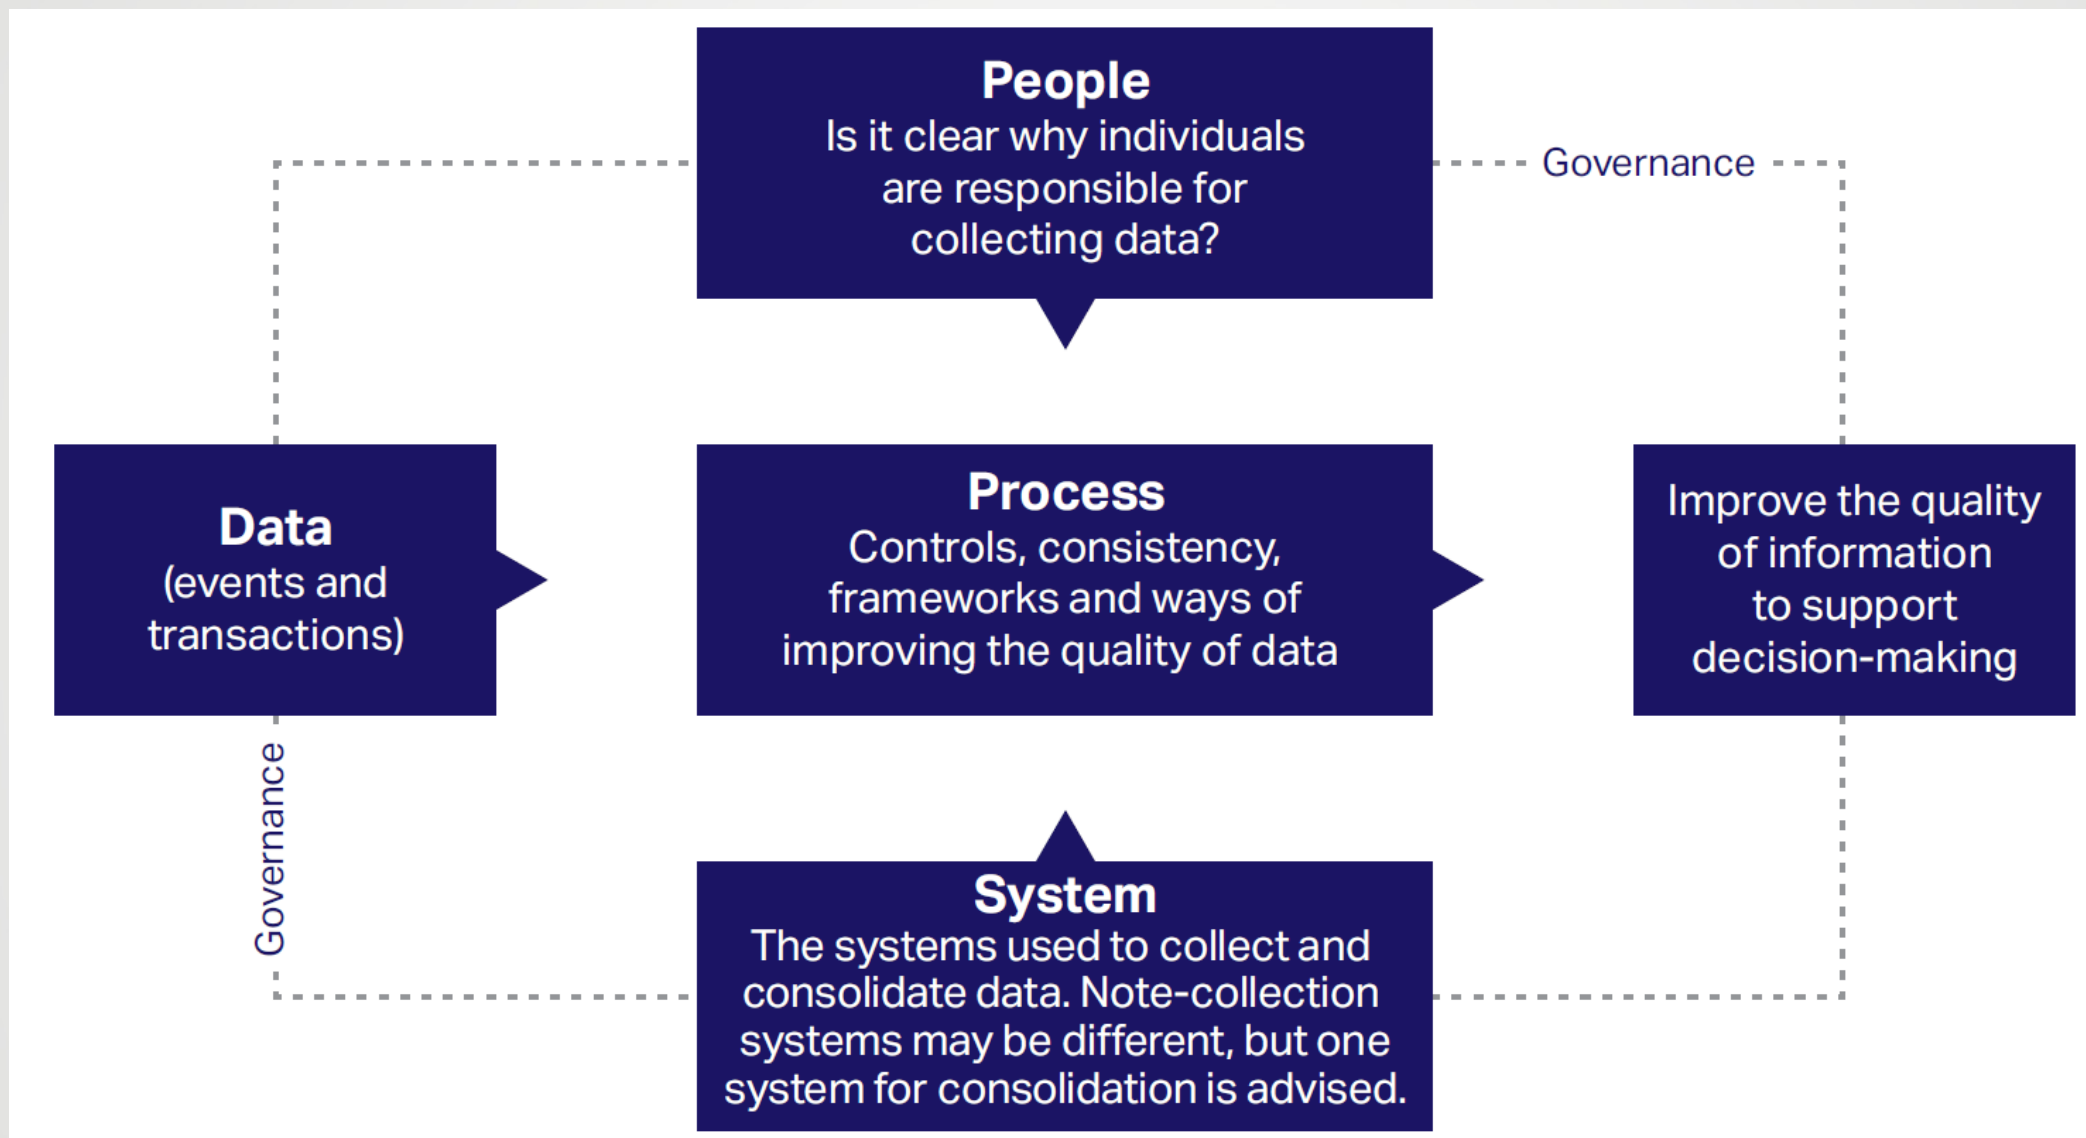 People
Is it clear why individuals
are responsible for
collecting data?
Governance
Data
(events and
transactions)
Process
Controls, consistency,
frameworks and ways of
improving the quality of data
Improve the quality
of information
to support
decision-making
Governance
System
The systems used to collect and
consolidate data. Note-collection
systems may be different, but one
system for consolidation is advised.